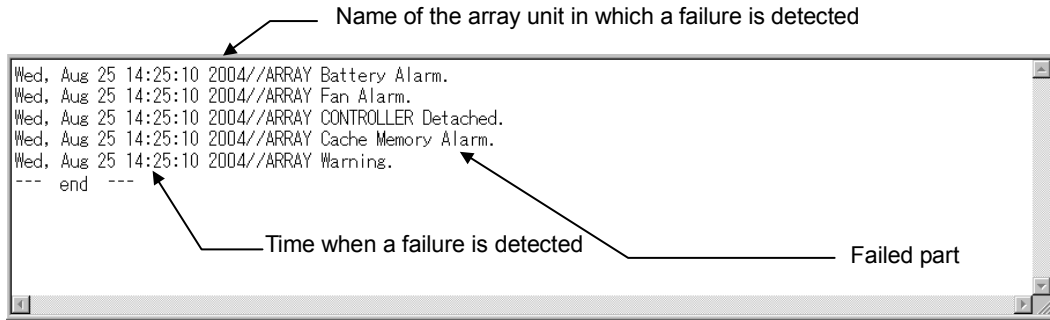 Name of the array unit in which a failure is detected
Wed, Aug 25 14:25:10 2004//ARRAY Battery Alarm.
Wed, Aug 25 14:25:10 2004//ARRAY Fan Alarm.
Wed, Aug 25 14:25:10 2004//ARRAY CONTROLLER Detached.
Wed, Aug 25 14:25:10 2004//ARRAY Cache Memory Alarm.
Wed, Aug 25 14:25:10 2004//ARRAY Warning.
--- end ---
Time when a failure is detected
Failed part